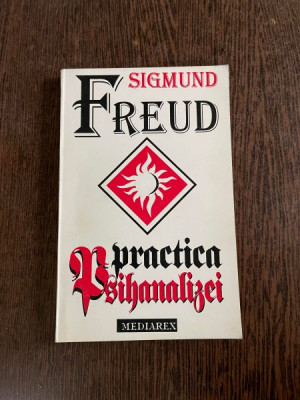 SIGMUND
FREUD
practica
Psihanalizei
MEDIAREX